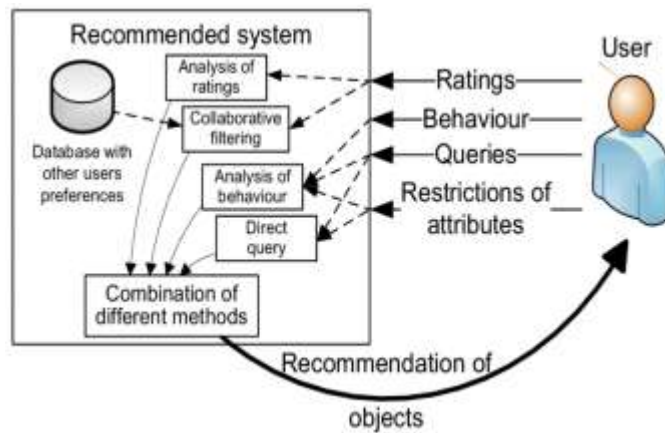 Recommended system
User
Analysis of
ratings
Ratings
Collaborative
filtering
Behaviour
Database with
other users
preferences
Queries
Analysis of
behaviour
Restrictions of
attributes
Direct
query
Combination of
different methods
Recommendation of
objects